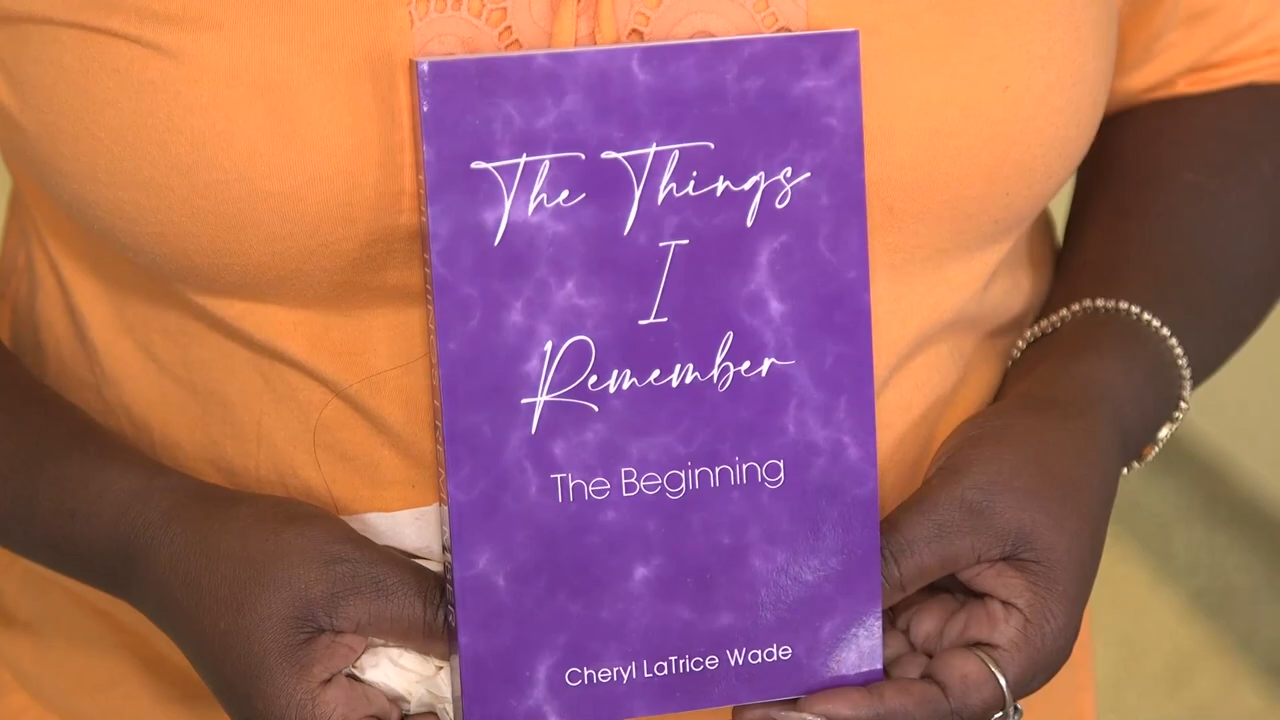 The Things
I
Remember
The Beginning
Cheryl LaTrice Wade